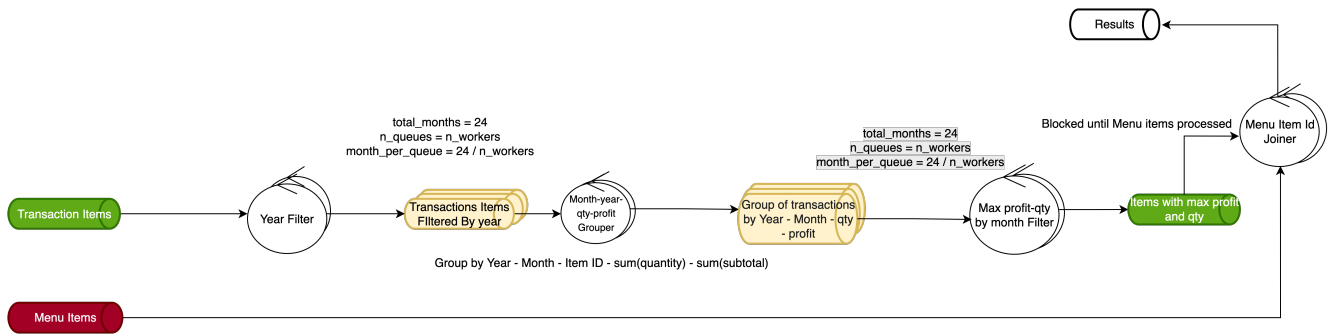 Results
total_months = 24
n_queues = n_workers
month_per_queue = 24 / n_workers
total_months = 24
n_queues = n_workers
month_per_queue = 24 / n_workers
Blocked until Menu items processed
Menu Item Id
Joiner
Transaction Items
Year Filter
Transactions Items
FIltered By year
Month-year-
qty-profit
Grouper
Group of transactions
by Year - Month - qty
- profit
Max profit-qty
by month Filter
Items with max profit
and qty
Group by Year - Month - Item ID - sum(quantity) - sum(subtotal)
Menu Items